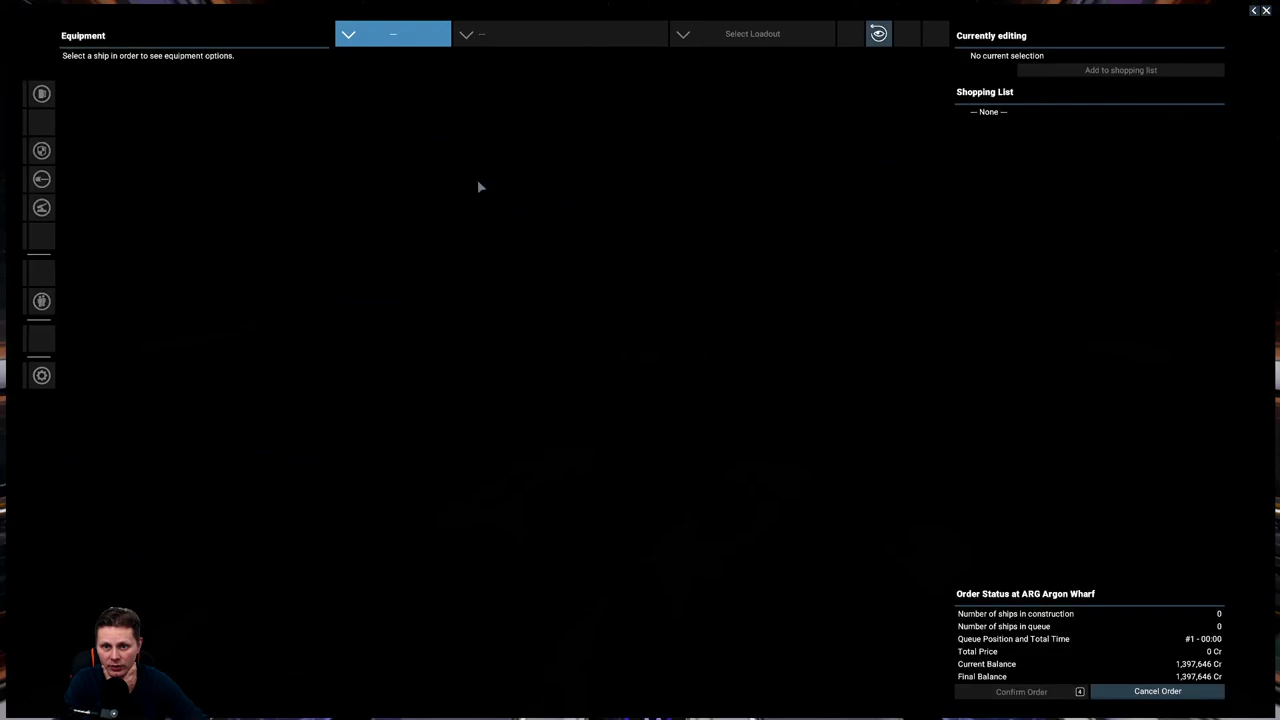 Equipment
Select a ship in order to see equipment options.
—
—
Select Loadout
Currently editing
No current selection
Add to shopping list
Shopping List
— None —
Order Status at ARG Argon Wharf
Number of ships in construction 0
Number of ships in queue 0
Queue Position and Total Time #1 - 00:00
Total Price 0 Cr
Current Balance 1,397,646 Cr
Final Balance 1,397,646 Cr
Confirm Order 4
Cancel Order